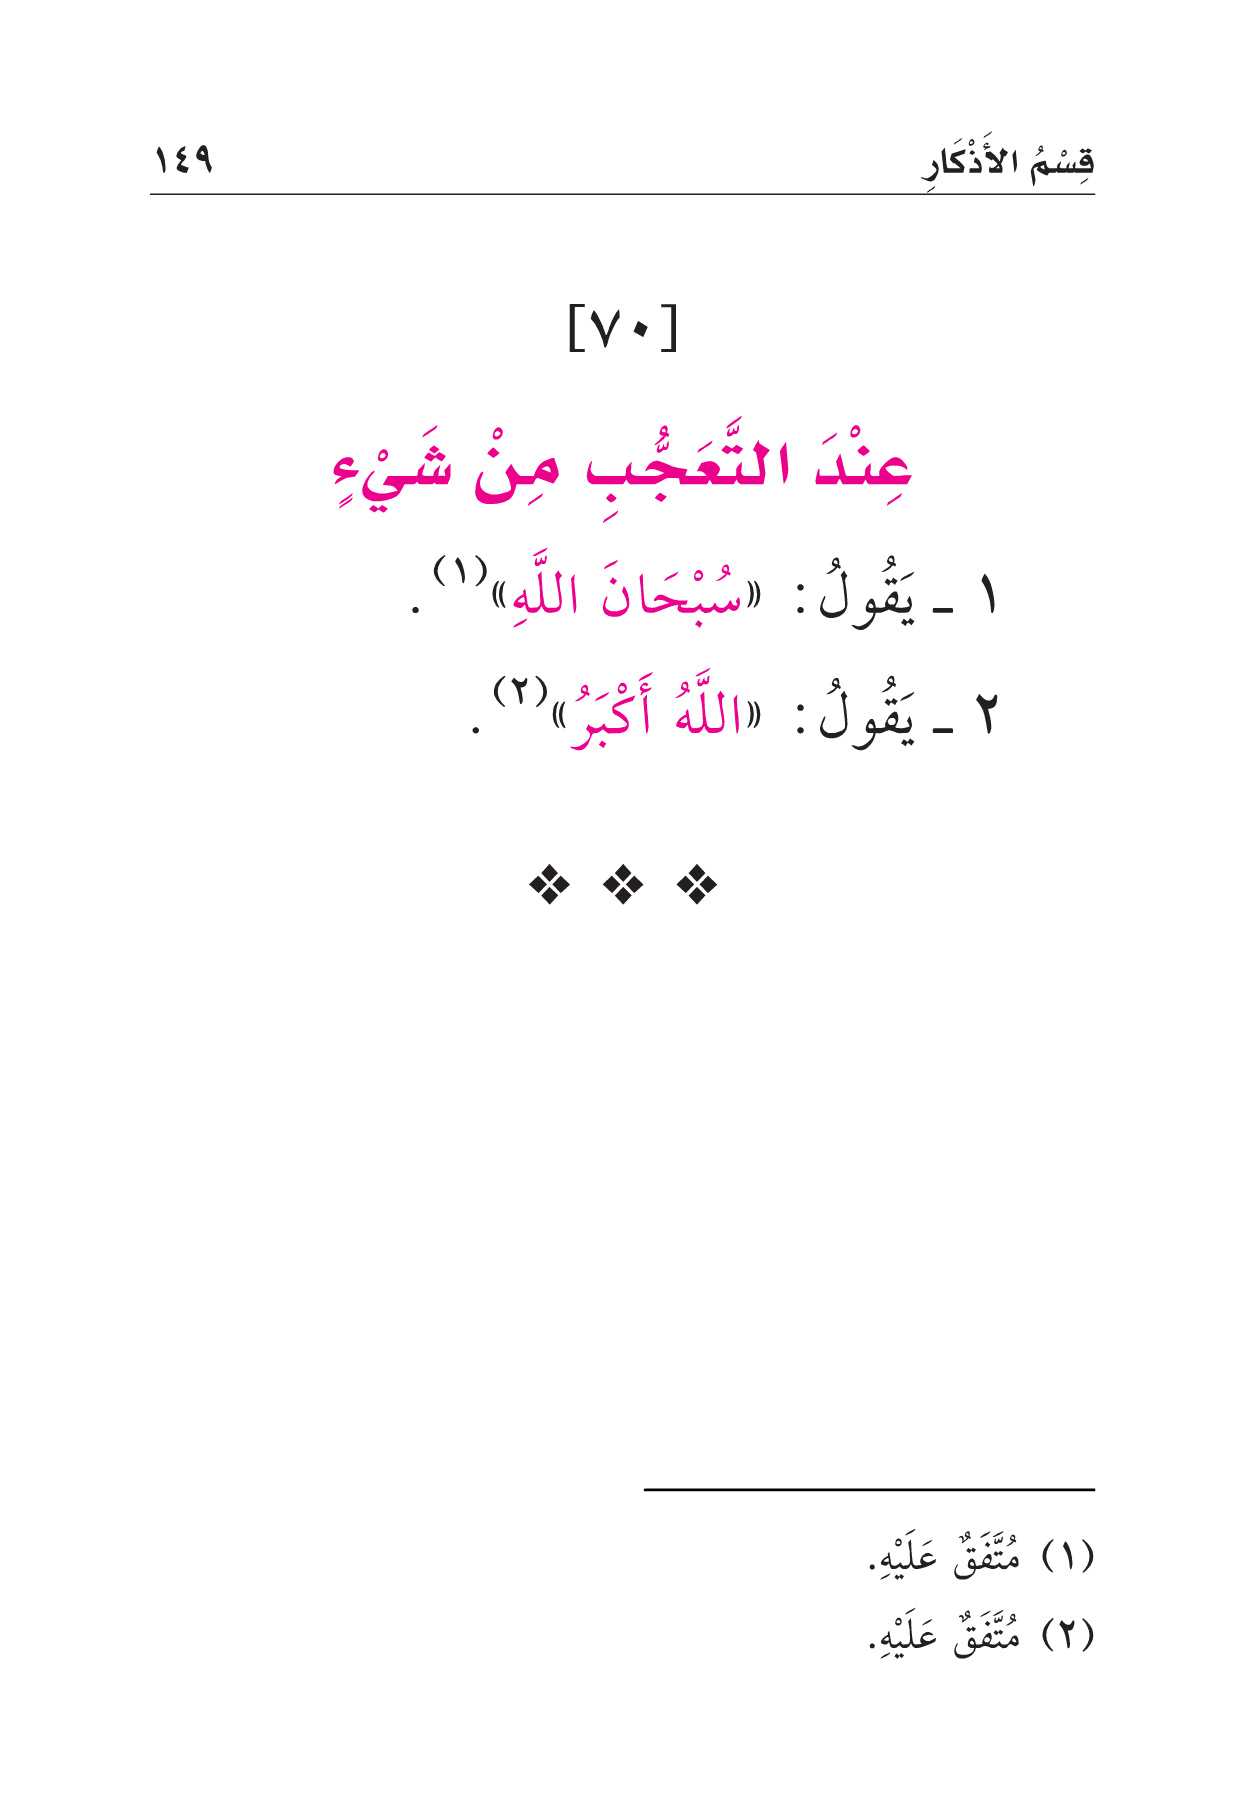 قِسْمُ الأَذْكَارِ ١٤٩
[٧٠]
عِنْدَ التَّعَجُّبِ مِنْ شَيْءٍ
١ ـ يَقُولُ: «سُبْحَانَ اللَّهِ»(١).
٢ ـ يَقُولُ: «اللَّهُ أَكْبَرُ»(٢).
(١) مُتَّفَقٌ عَلَيْهِ.
(٢) مُتَّفَقٌ عَلَيْهِ.